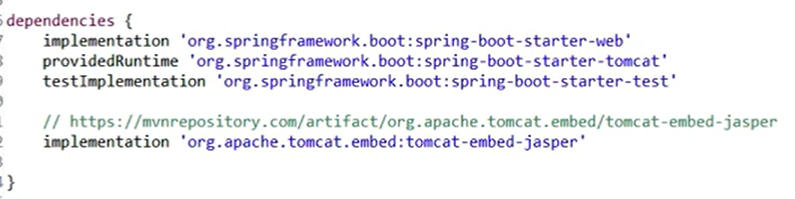 dependencies {
implementation 'org.springframework.boot:spring-boot-starter-web'
providedRuntime 'org.springframework.boot:spring-boot-starter-tomcat'
testImplementation 'org.springframework.boot:spring-boot-starter-test'
// https://mvnrepository.com/artifact/org.apache.tomcat.embed/tomcat-embed-jasper
implementation 'org.apache.tomcat.embed:tomcat-embed-jasper'
}